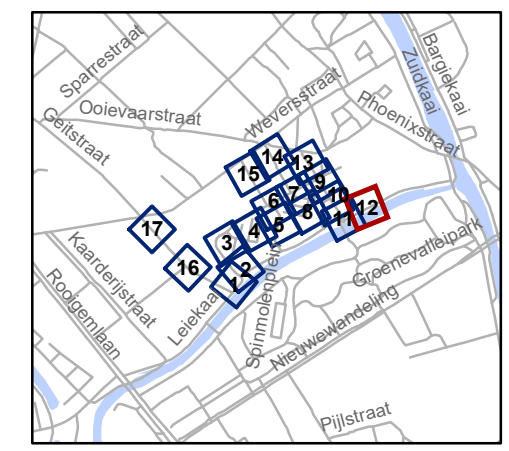 Sparrestraat
Bargiekaai
Zuidkaai
Weversstraat
Phoenixstraat
Ooievaarstraat
Geitstraat
14
13
15
9
7
10
6
12
8
11
5
4
17
3
16
2
1
Kaarderijstraat
Rooigemlaan
Leiekaai
Spinmolenplein
Groenevalleipark
Nieuwewandeling
Pijlstraat